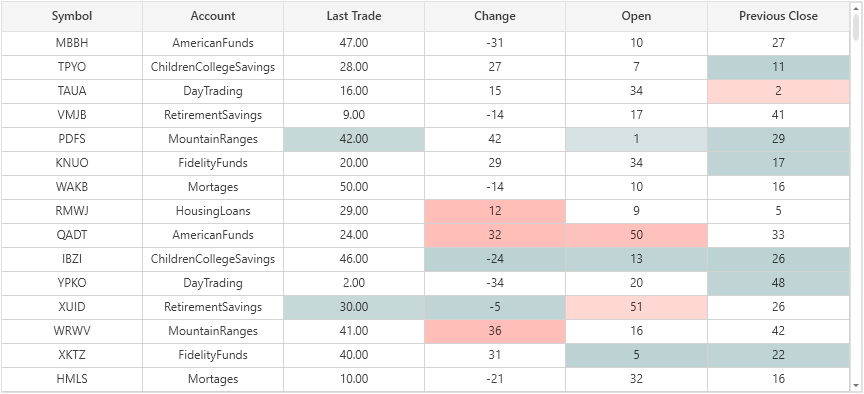 Symbol Account Last Trade Change Open Previous Close
MBBH AmericanFunds 47.00 -31 10 27
TPYO ChildrenCollegeSavings 28.00 27 7 11
TAUA DayTrading 16.00 15 34 2
VMJB RetirementSavings 9.00 -14 17 41
PDFS MountainRanges 42.00 42 1 29
KNUO FidelityFunds 20.00 29 34 17
WAKB Mortages 50.00 -14 10 16
RMWJ HousingLoans 29.00 12 9 5
QADT AmericanFunds 24.00 32 50 33
IBZI ChildrenCollegeSavings 46.00 -24 13 26
YPKO DayTrading 2.00 -34 20 48
XUID RetirementSavings 30.00 -5 51 26
WRWV MountainRanges 41.00 36 16 42
XKTZ FidelityFunds 40.00 31 5 22
HMLS Mortages 10.00 -21 32 16